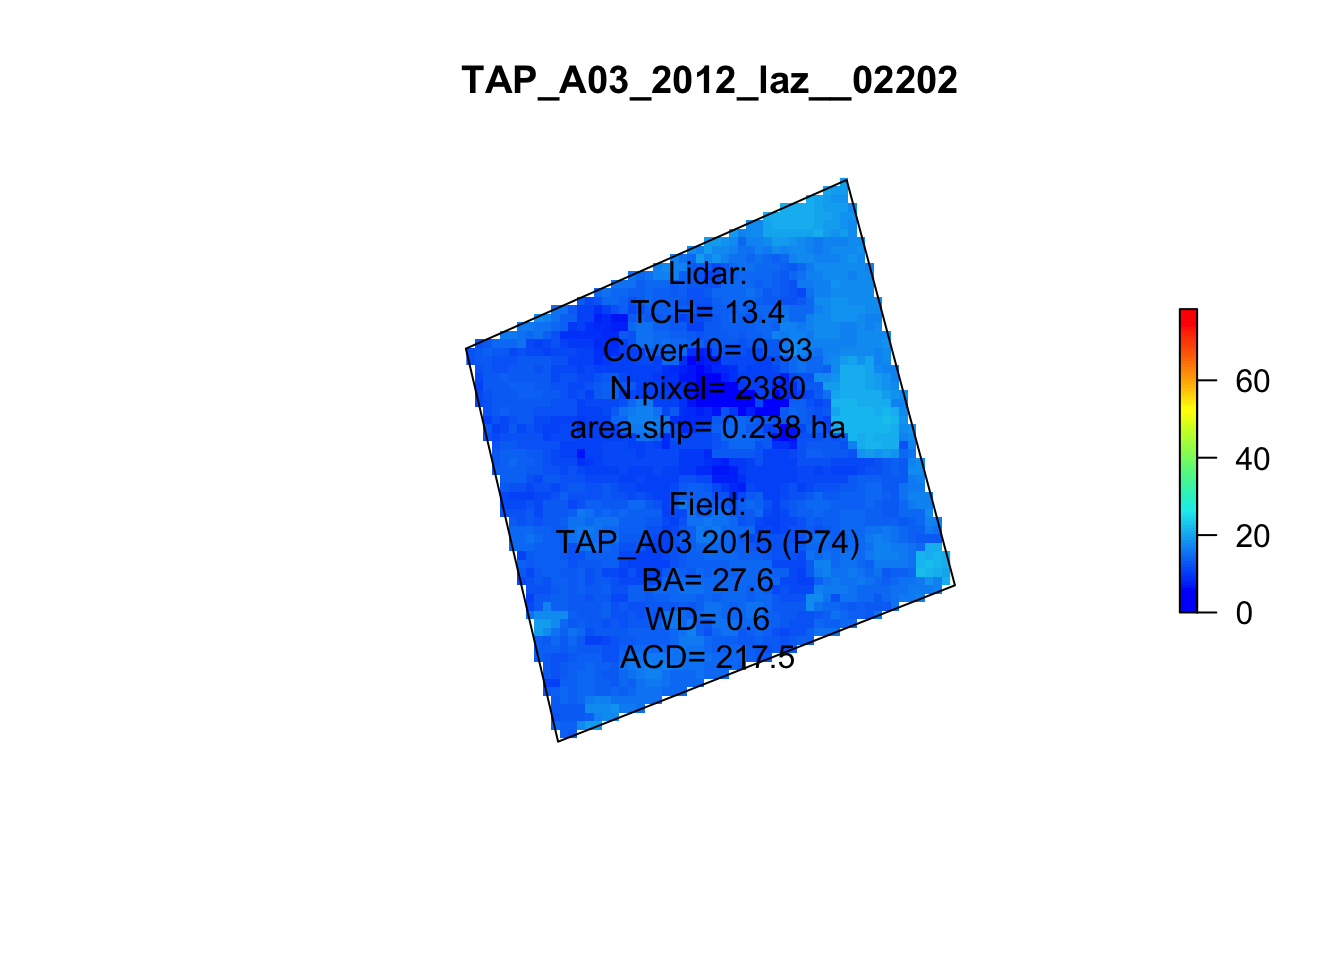 TAP_A03_2012_laz__02202
Lidar:
TCH= 13.4
Cover10= 0.93
N.pixel= 2380
area.shp= 0.238 ha
Field:
TAP_A03 2015 (P74)
BA= 27.6
WD= 0.6
ACD= 217.5
60
40
20
0